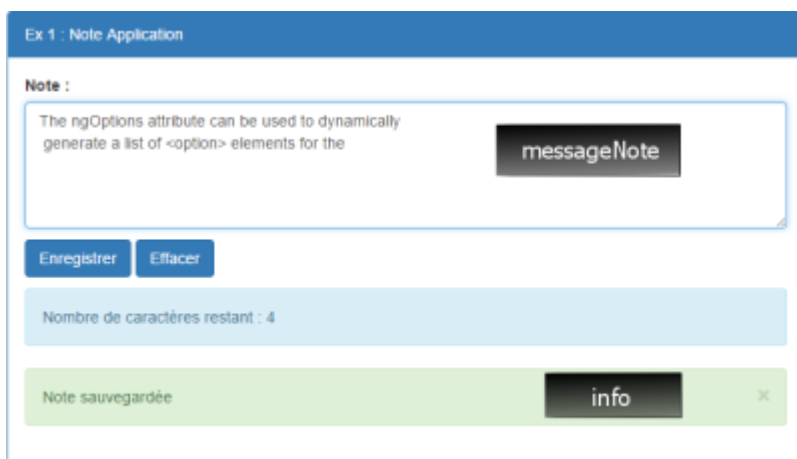 Ex 1 : Note Application
Note :
The ngOptions attribute can be used to dynamically
generate a list of <option> elements for the
messageNote
Enregistrer Effacer
Nombre de caractères restant : 4
Note sauvegardée
info
×